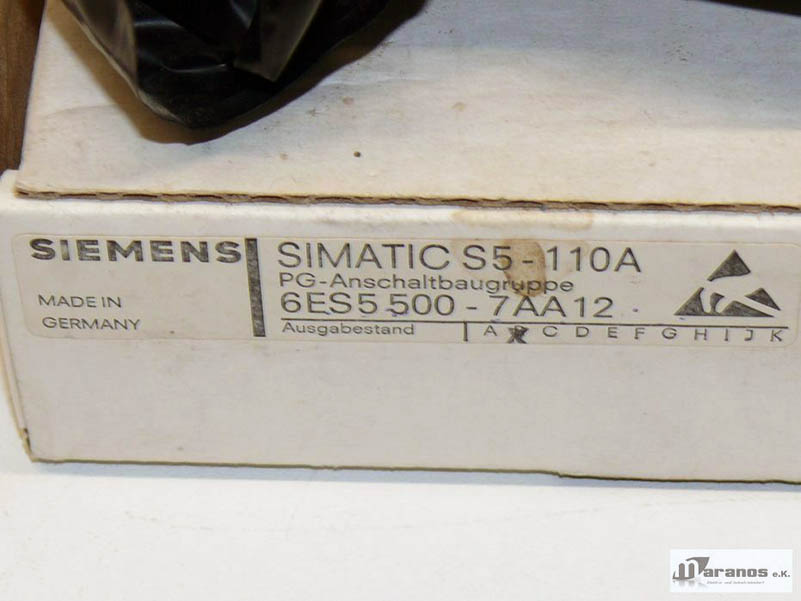 SIEMENS
MADE IN
GERMANY
SIMATIC S5-110A
PG-Anschaltbaugruppe
6ES5 500-7AA12
Ausgabestand A B C D E F G H I J K
Maranos e.K.